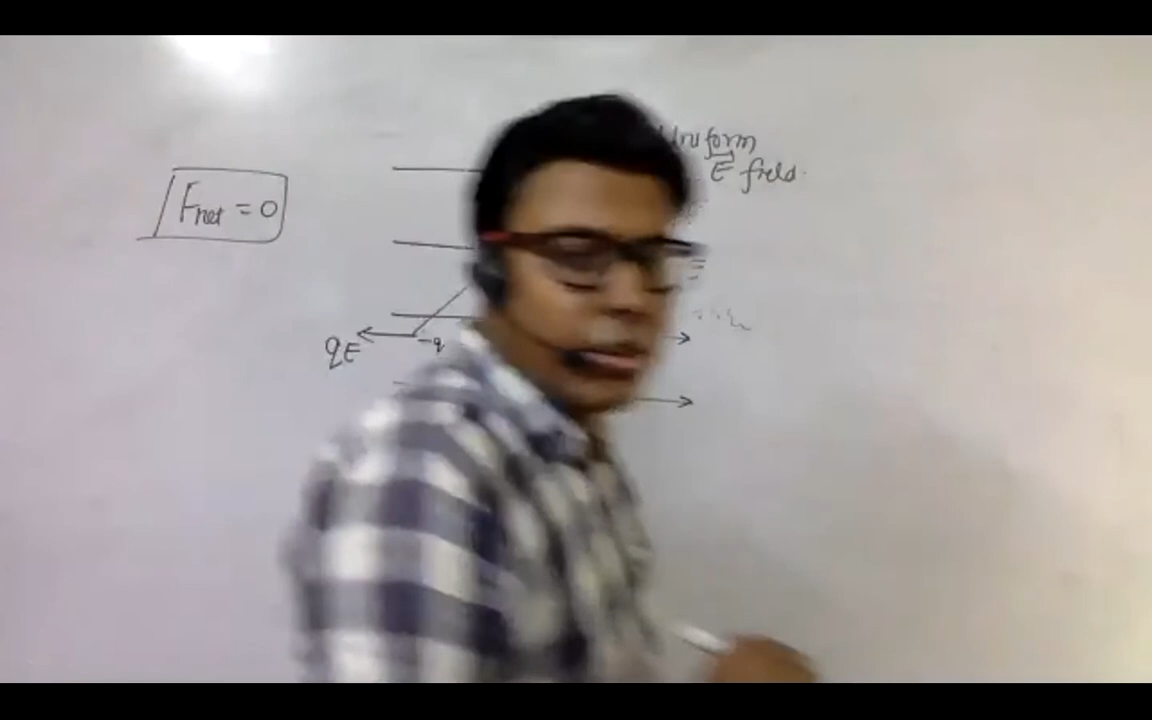 Uniform
E field.
Fnet = 0
qE
-q